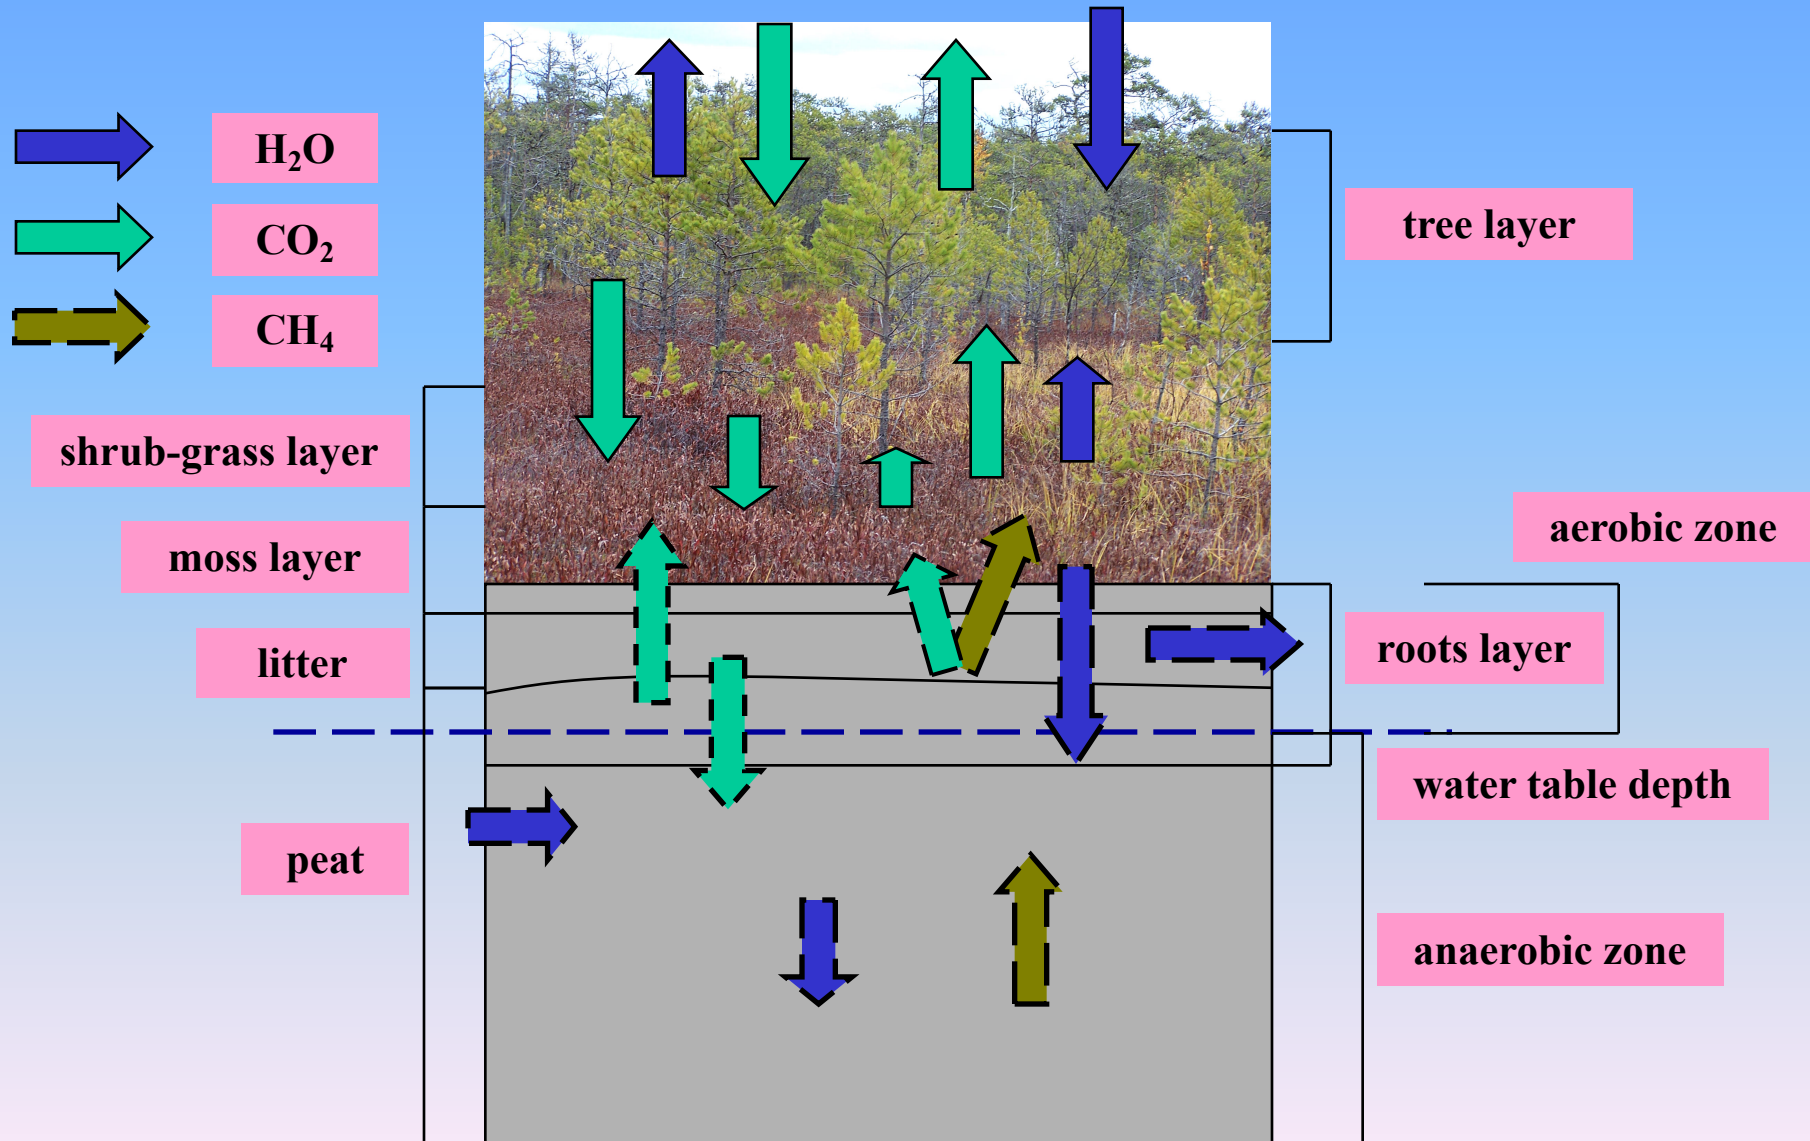 H₂O
CO₂
CH₄
tree layer
shrub-grass layer
moss layer
aerobic zone
litter
roots layer
water table depth
peat
anaerobic zone